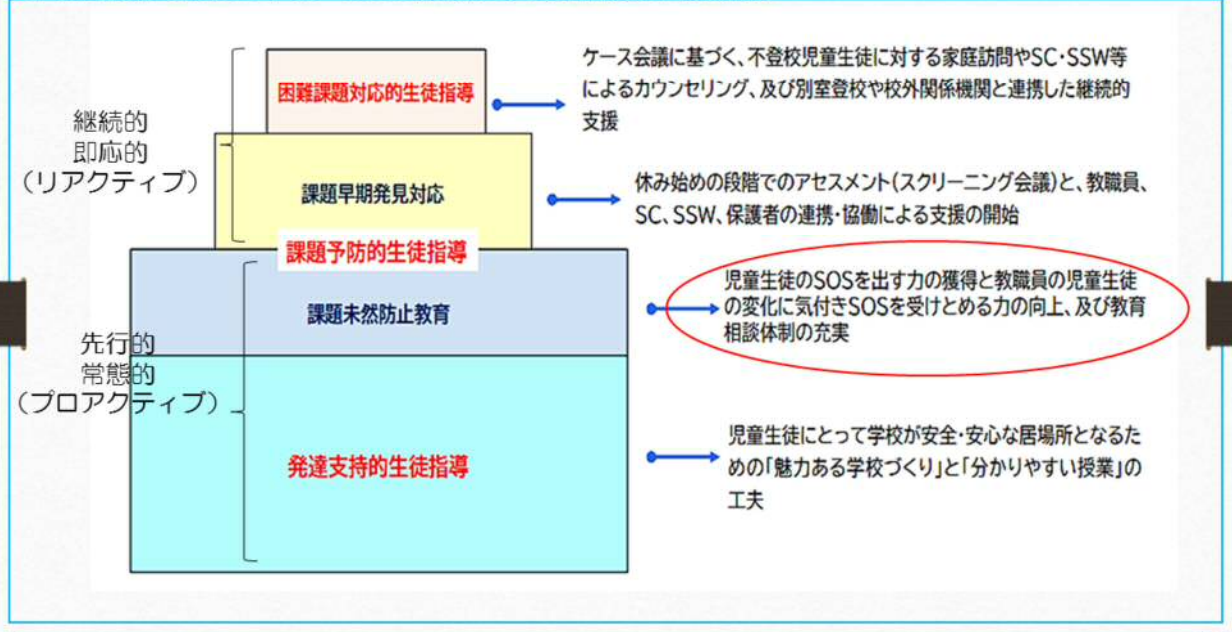 困難課題対応的生徒指導
ケース会議に基づく、不登校児童生徒に対する家庭訪問やSC・SSW等
によるカウンセリング、及び別室登校や校外関係機関と連携した継続的
支援
継続的
即応的
(リアクティブ)
課題早期発見対応
休み始めの段階でのアセスメント(スクリーニング会議)と、教職員、
SC、SSW、保護者の連携・協働による支援の開始
課題予防的生徒指導
課題未然防止教育
児童生徒のSOSを出す力の獲得と教職員の児童生徒
の変化に気付きSOSを受けとめる力の向上、及び教育
相談体制の充実
先行的
常態的
(プロアクティブ)
発達支持的生徒指導
児童生徒にとって学校が安全・安心な居場所となるた
めの「魅力ある学校づくり」と「分かりやすい授業」の
工夫